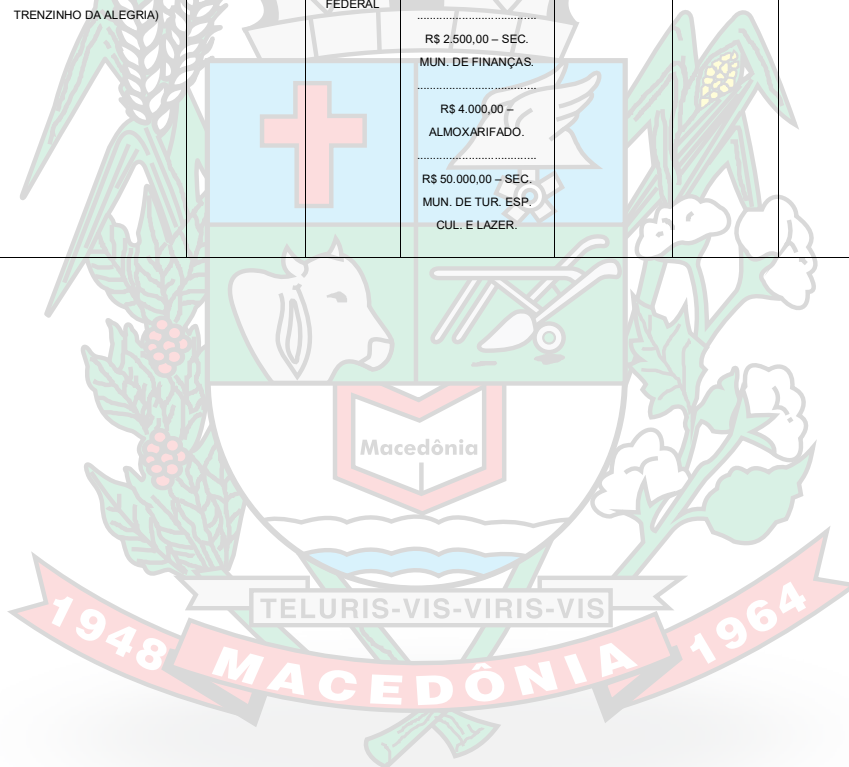 TRENZINHO DA ALEGRIA)
FEDERAL
.......................................
R$ 2.500,00 – SEC.
MUN. DE FINANÇAS.
.......................................
R$ 4.000,00 –
ALMOXARIFADO.
.......................................
R$ 50.000,00 – SEC.
MUN. DE TUR. ESP.
CUL. E LAZER.
Macedônia
TELURIS-VIS-VIRIS-VIS
1948 MACEDÔNIA 1964